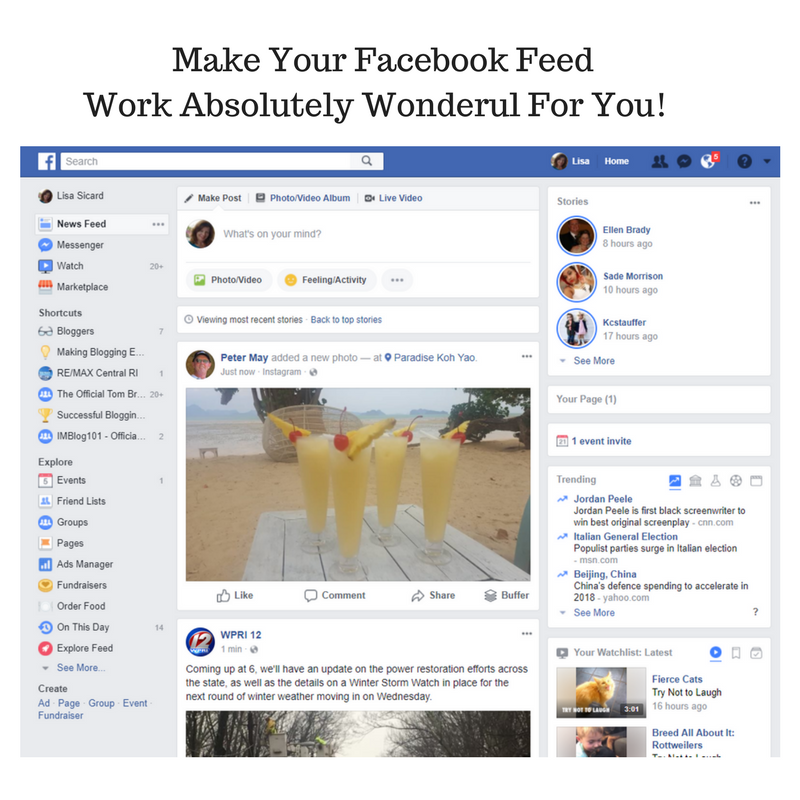 Make Your Facebook Feed
Work Absolutely Wonderul For You!
f
Search
Lisa
Home
5
?
Lisa Sicard
News Feed
Messenger
Watch 20+
Marketplace
Shortcuts
Bloggers 7
Making Blogging E...
RE/MAX Central RI 1
The Official Tom Br... 20+
Successful Bloggin...
IMBlog101 - Officia... 2
Explore
5 Events 1
Friend Lists
Groups
Pages
Ads Manager
Fundraisers
Order Food
On This Day 14
Explore Feed
See More...
Create
Ad · Page · Group · Event ·
Fundraiser
Make Post
Photo/Video Album
Live Video
What's on your mind?
Photo/Video
Feeling/Activity
Viewing most recent stories · Back to top stories
Peter May added a new photo — at Paradise Koh Yao.
Just now · Instagram ·
Like
Comment
Share
Buffer
12
WPRI
WPRI 12
1 min ·
Coming up at 6, we'll have an update on the power restoration efforts across
the state, as well as the details on a Winter Storm Watch in place for the
next round of winter weather moving in on Wednesday.
Stories
Ellen Brady
8 hours ago
Sade Morrison
10 hours ago
Kcstauffer
17 hours ago
See More
Your Page (1)
21
1 event invite
Trending
Jordan Peele
Jordan Peele is first black screenwriter to
win best original screenplay - cnn.com
Italian General Election
Populist parties surge in Italian election
- msn.com
Beijing, China
China's defence spending to accelerate in
2018 - yahoo.com
See More
?
Your Watchlist: Latest
TRY NOT TO LAUGH
3:01
Fierce Cats
Try Not to Laugh
16 hours ago
Breed All About It:
Rottweilers
Try Not to Laugh